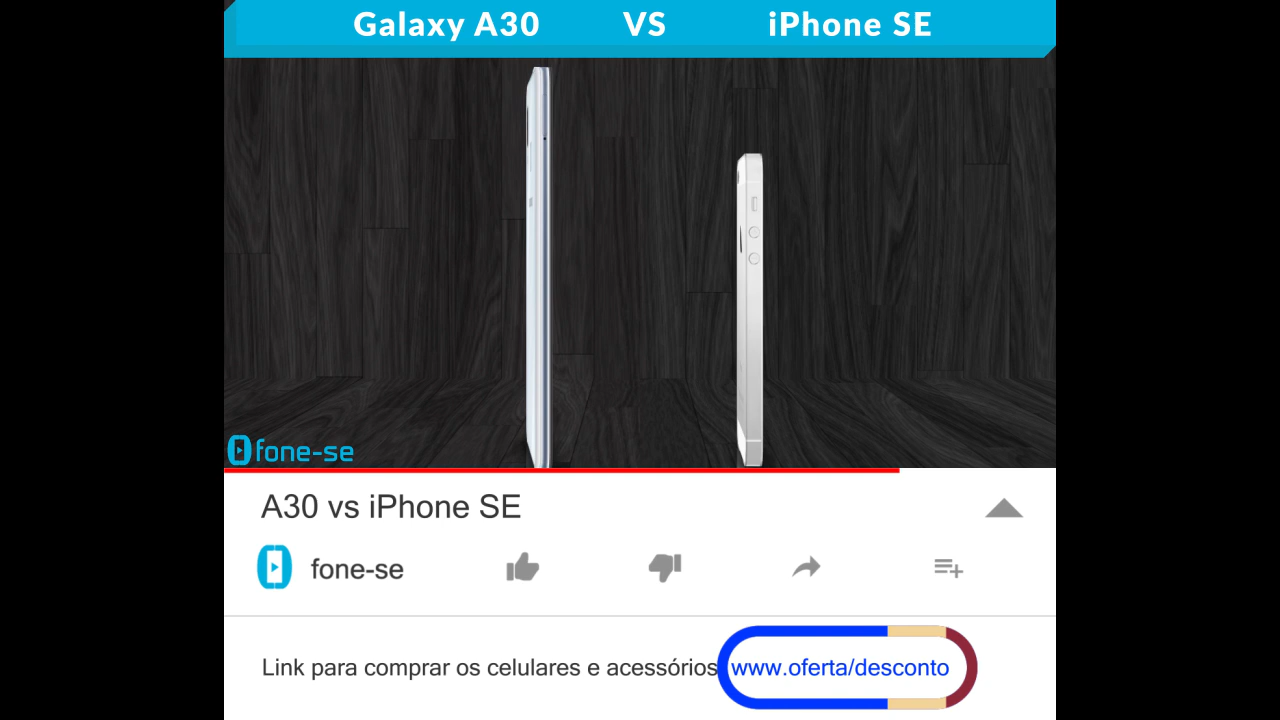 Galaxy A30 VS iPhone SE
fone-se
A30 vs iPhone SE
fone-se
Link para comprar os celulares e acessórios www.oferta/desconto